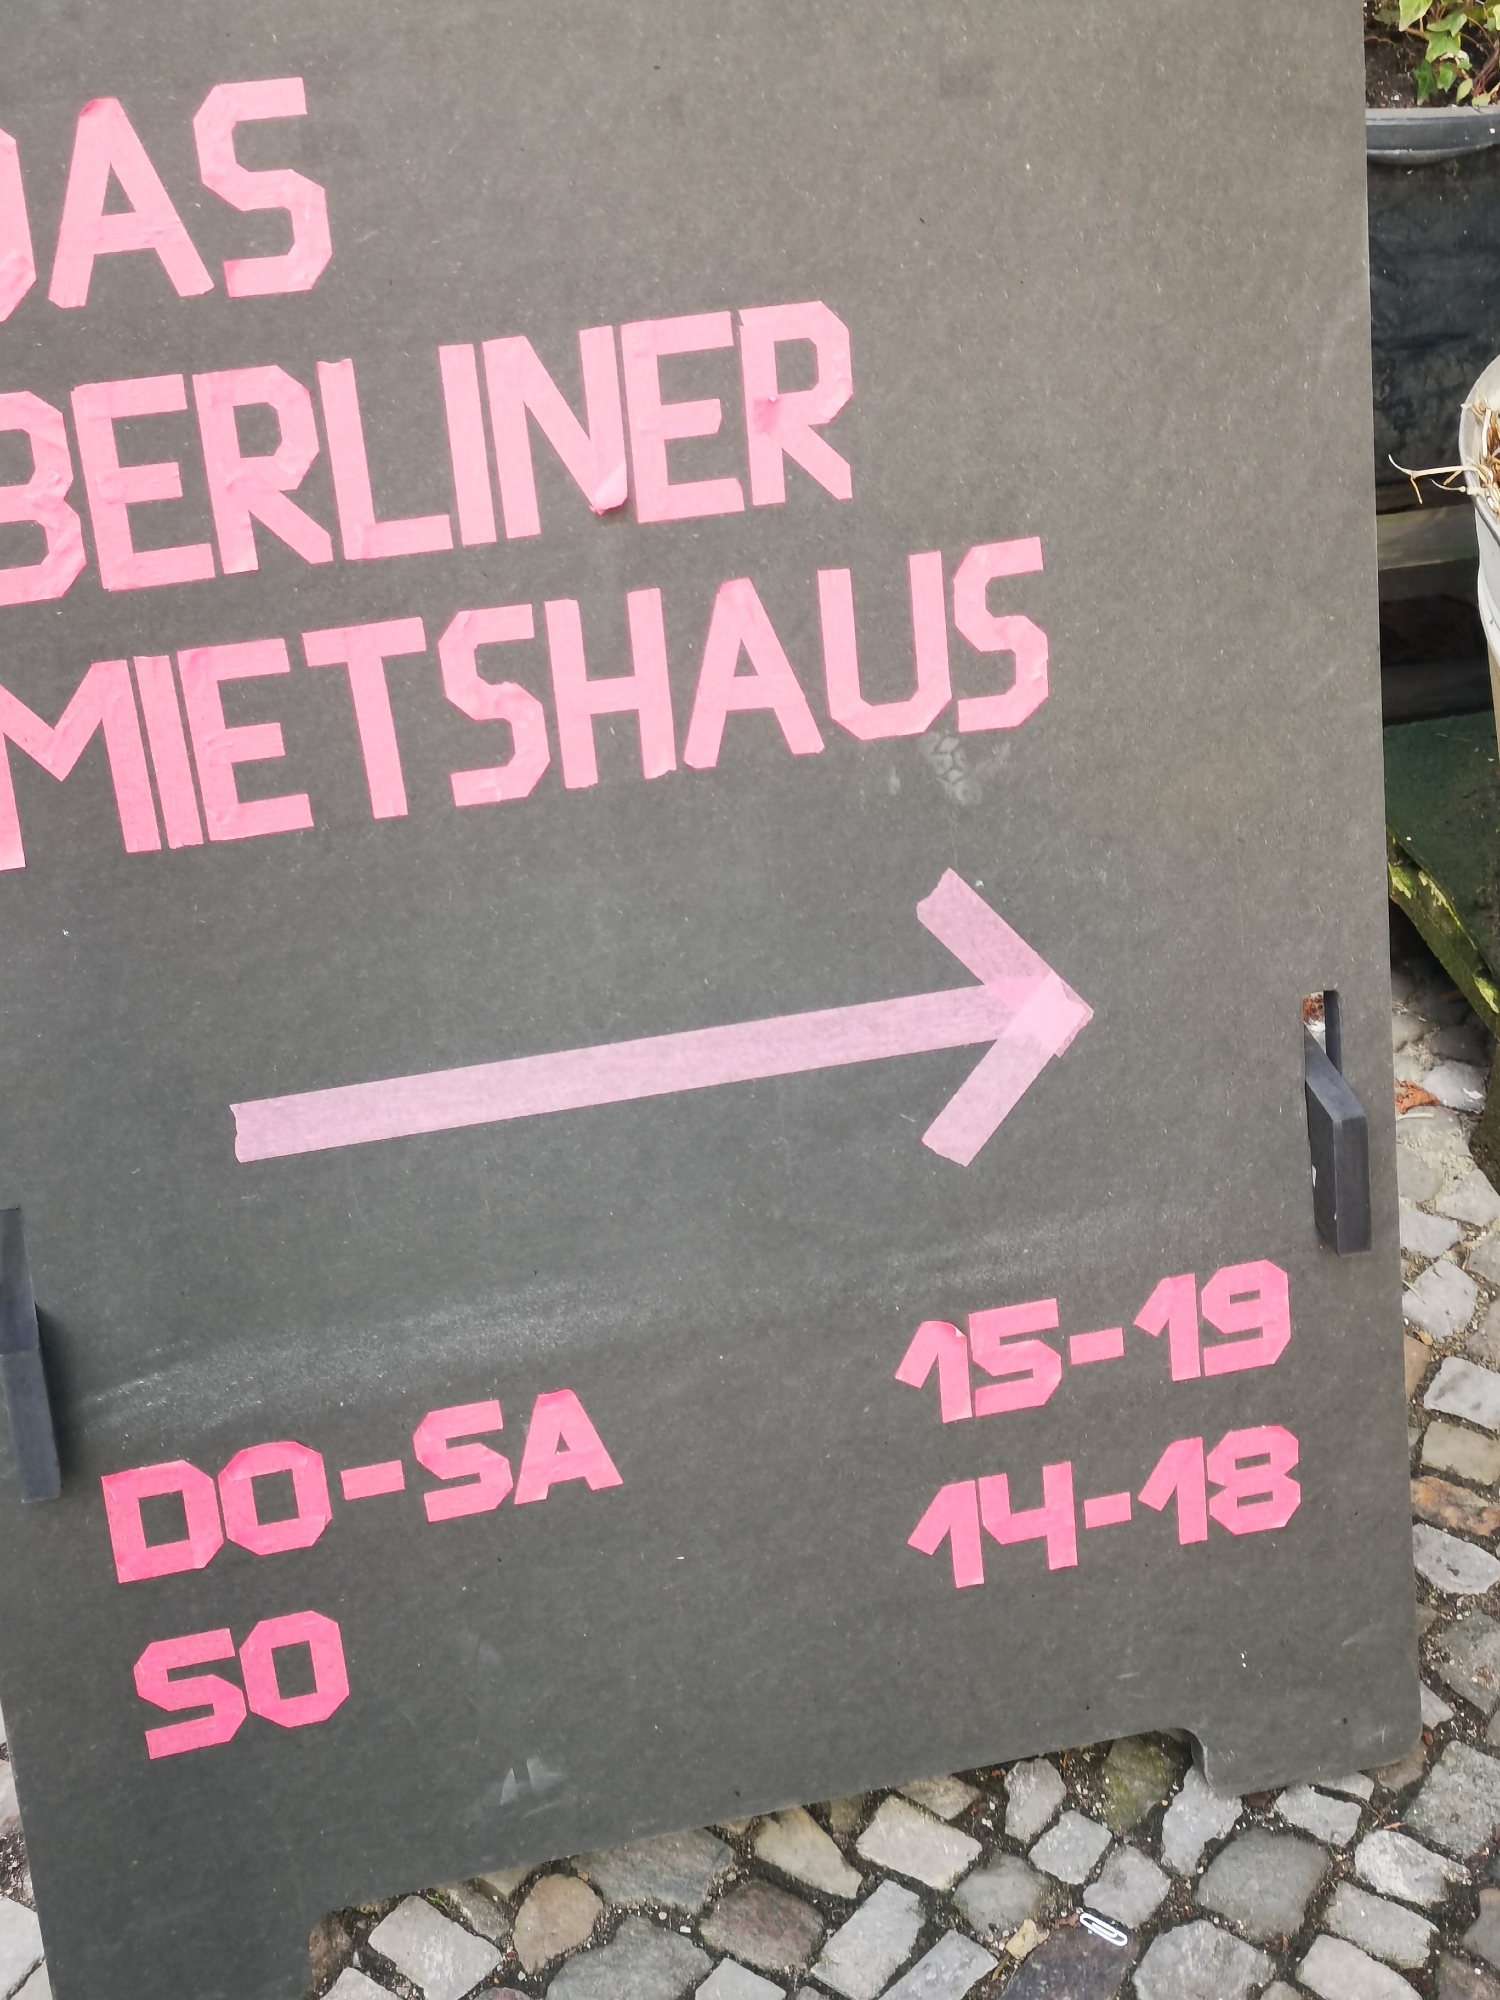 DAS
BERLINER
MIETSHAUS
DO-SA 15-19
SO 14-18